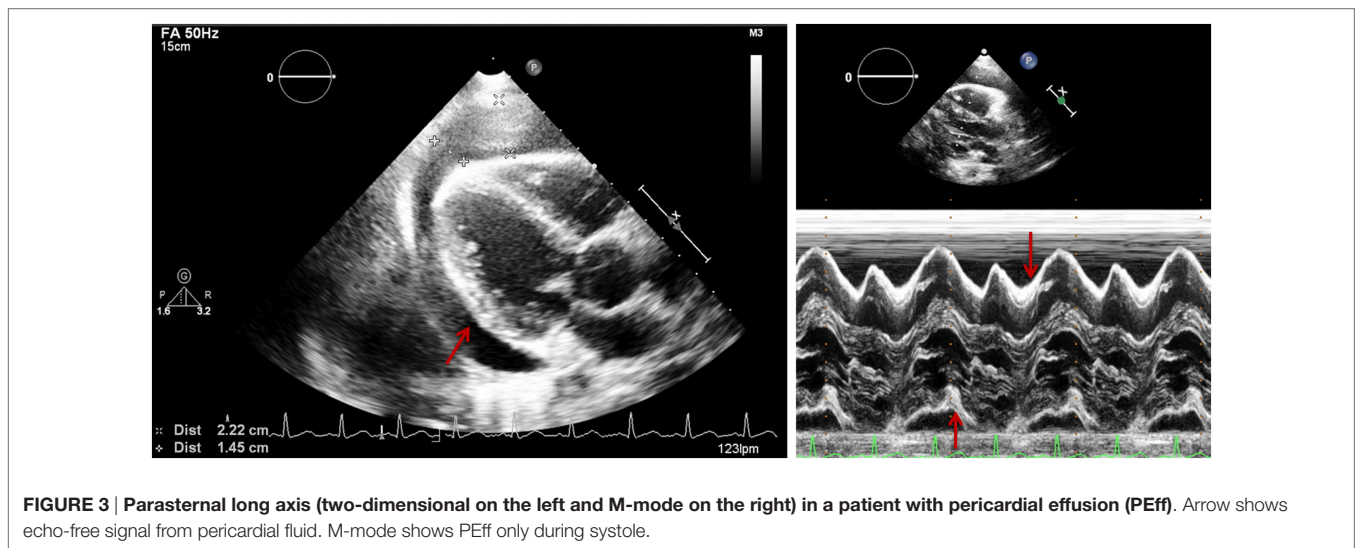 FA 50Hz
15cm
M3
P
0
X
G
P R
1.6 3.2
Dist 2.22 cm
Dist 1.45 cm
123lpm
P
0
X
FIGURE 3 | Parasternal long axis (two-dimensional on the left and M-mode on the right) in a patient with pericardial effusion (PEff). Arrow shows
echo-free signal from pericardial fluid. M-mode shows PEff only during systole.